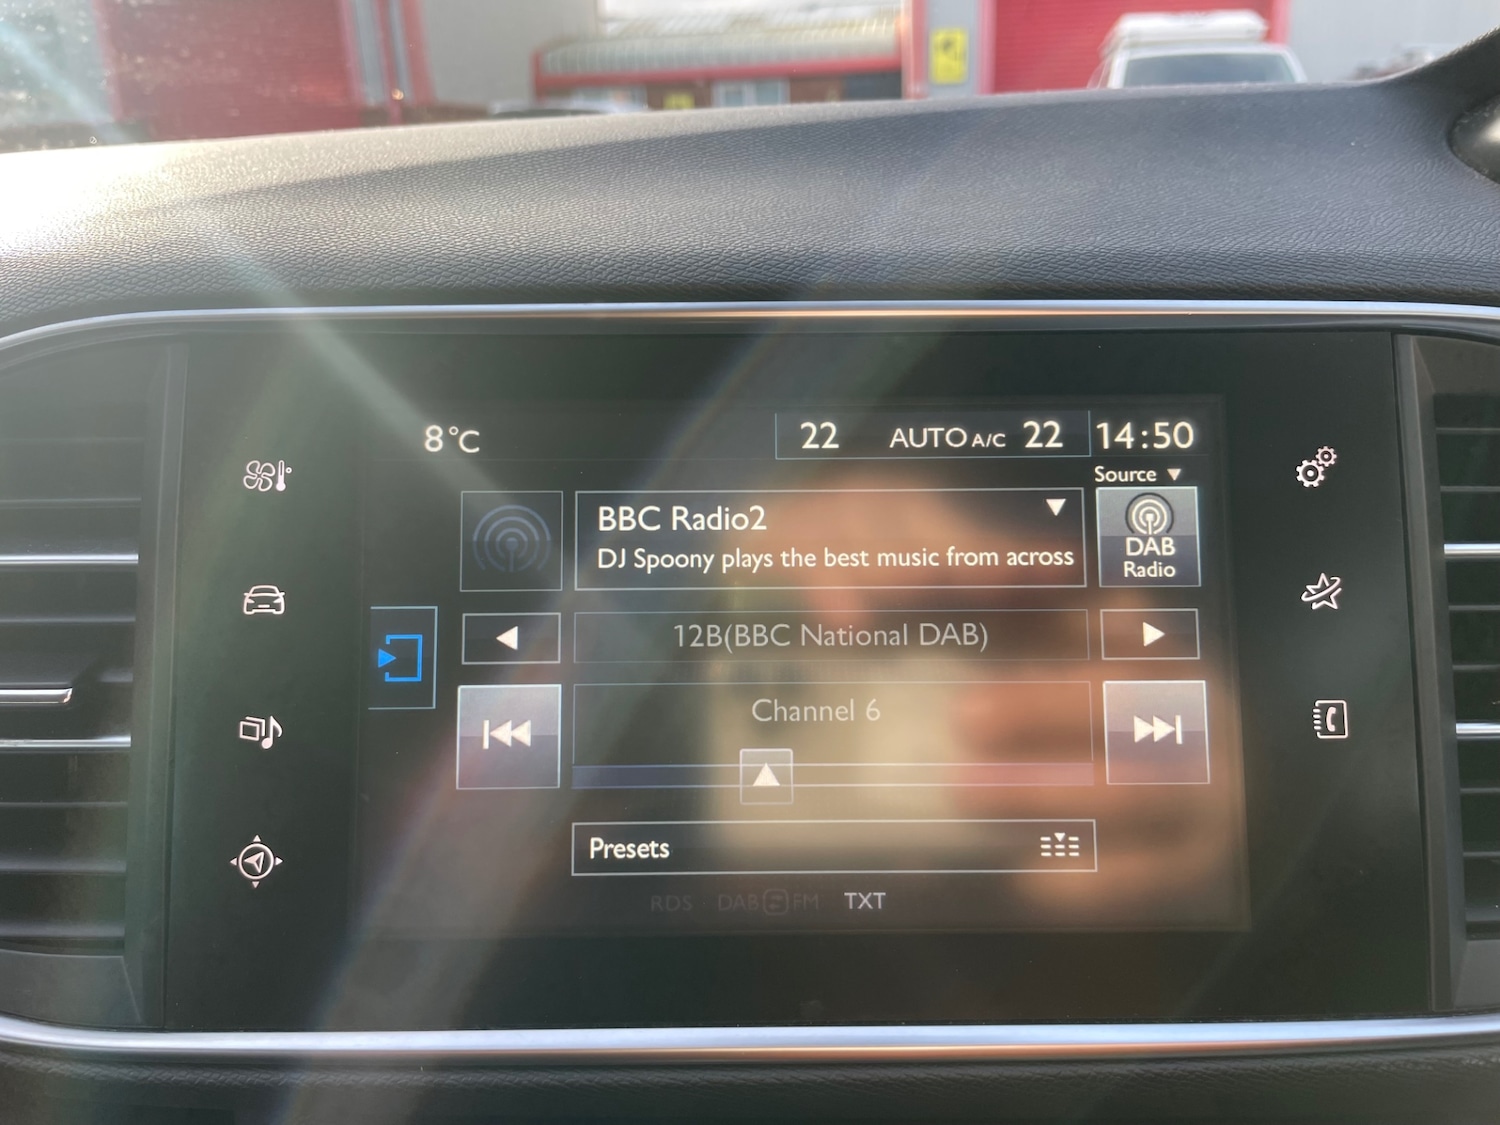 8°C
22 AUTO A/C 22 14:50
Source
BBC Radio2
DJ Spoony plays the best music from across
DAB
Radio
12B(BBC National DAB)
Channel 6
Presets
RDS DAB FM TXT